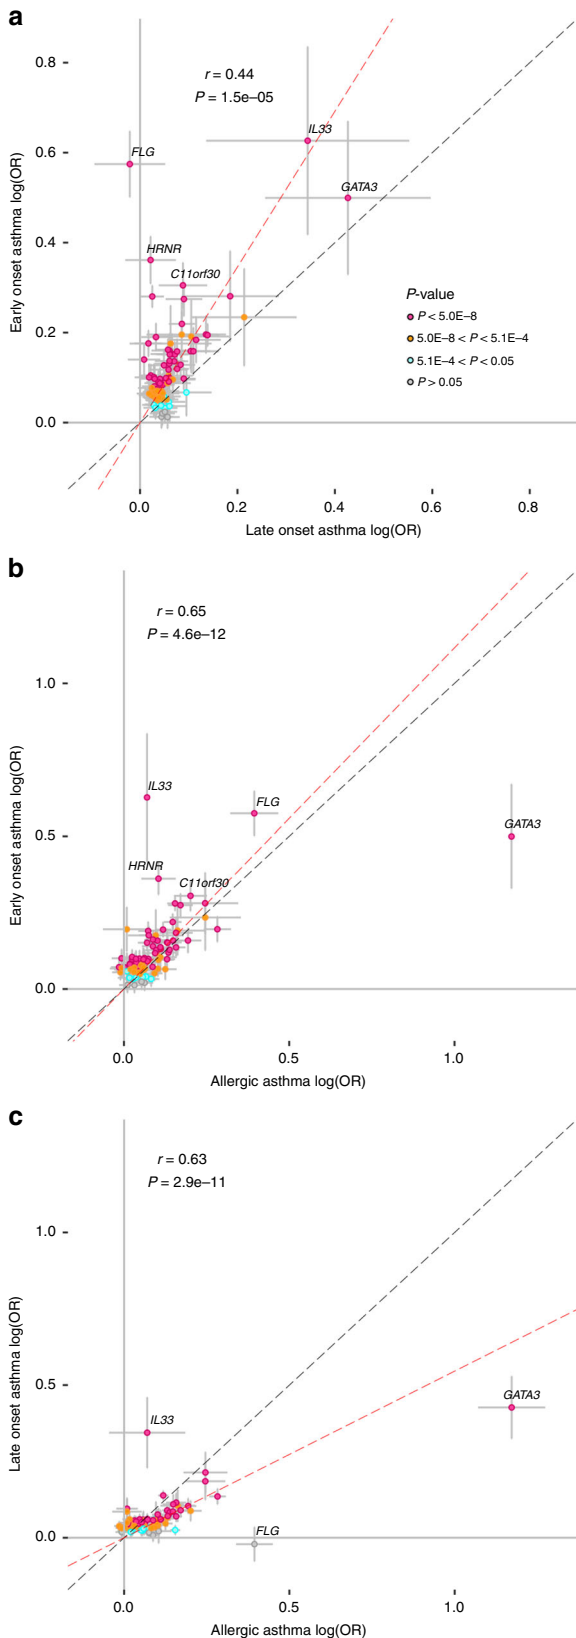 a
r = 0.44
P = 1.5e–05
IL33
FLG
GATA3
HRNR
C11orf30
P-value
P < 5.0E–8
5.0E–8 < P < 5.1E–4
5.1E–4 < P < 0.05
P > 0.05
Early onset asthma log(OR)
0.8
0.6
0.4
0.2
0.0
0.0
0.2
0.4
0.6
0.8
Late onset asthma log(OR)
b
r = 0.65
P = 4.6e–12
IL33
FLG
GATA3
HRNR
C11orf30
Early onset asthma log(OR)
1.0
0.5
0.0
0.0
0.5
1.0
Allergic asthma log(OR)
c
r = 0.63
P = 2.9e–11
GATA3
IL33
FLG
Late onset asthma log(OR)
1.0
0.5
0.0
0.0
0.5
1.0
Allergic asthma log(OR)